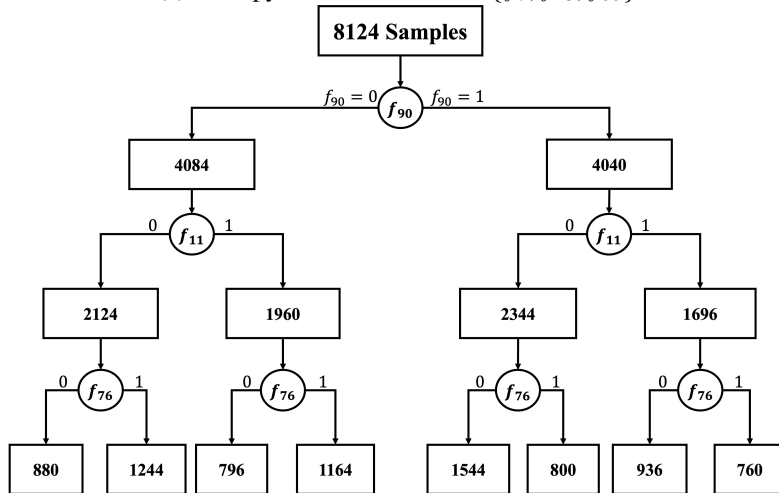 8124 Samples
f90 = 0 f90 = 1
f90
4084 4040
0 f11 1 0 f11 1
2124 1960 2344 1696
0 f76 1 0 f76 1 0 f76 1 0 f76 1
880 1244 796 1164 1544 800 936 760